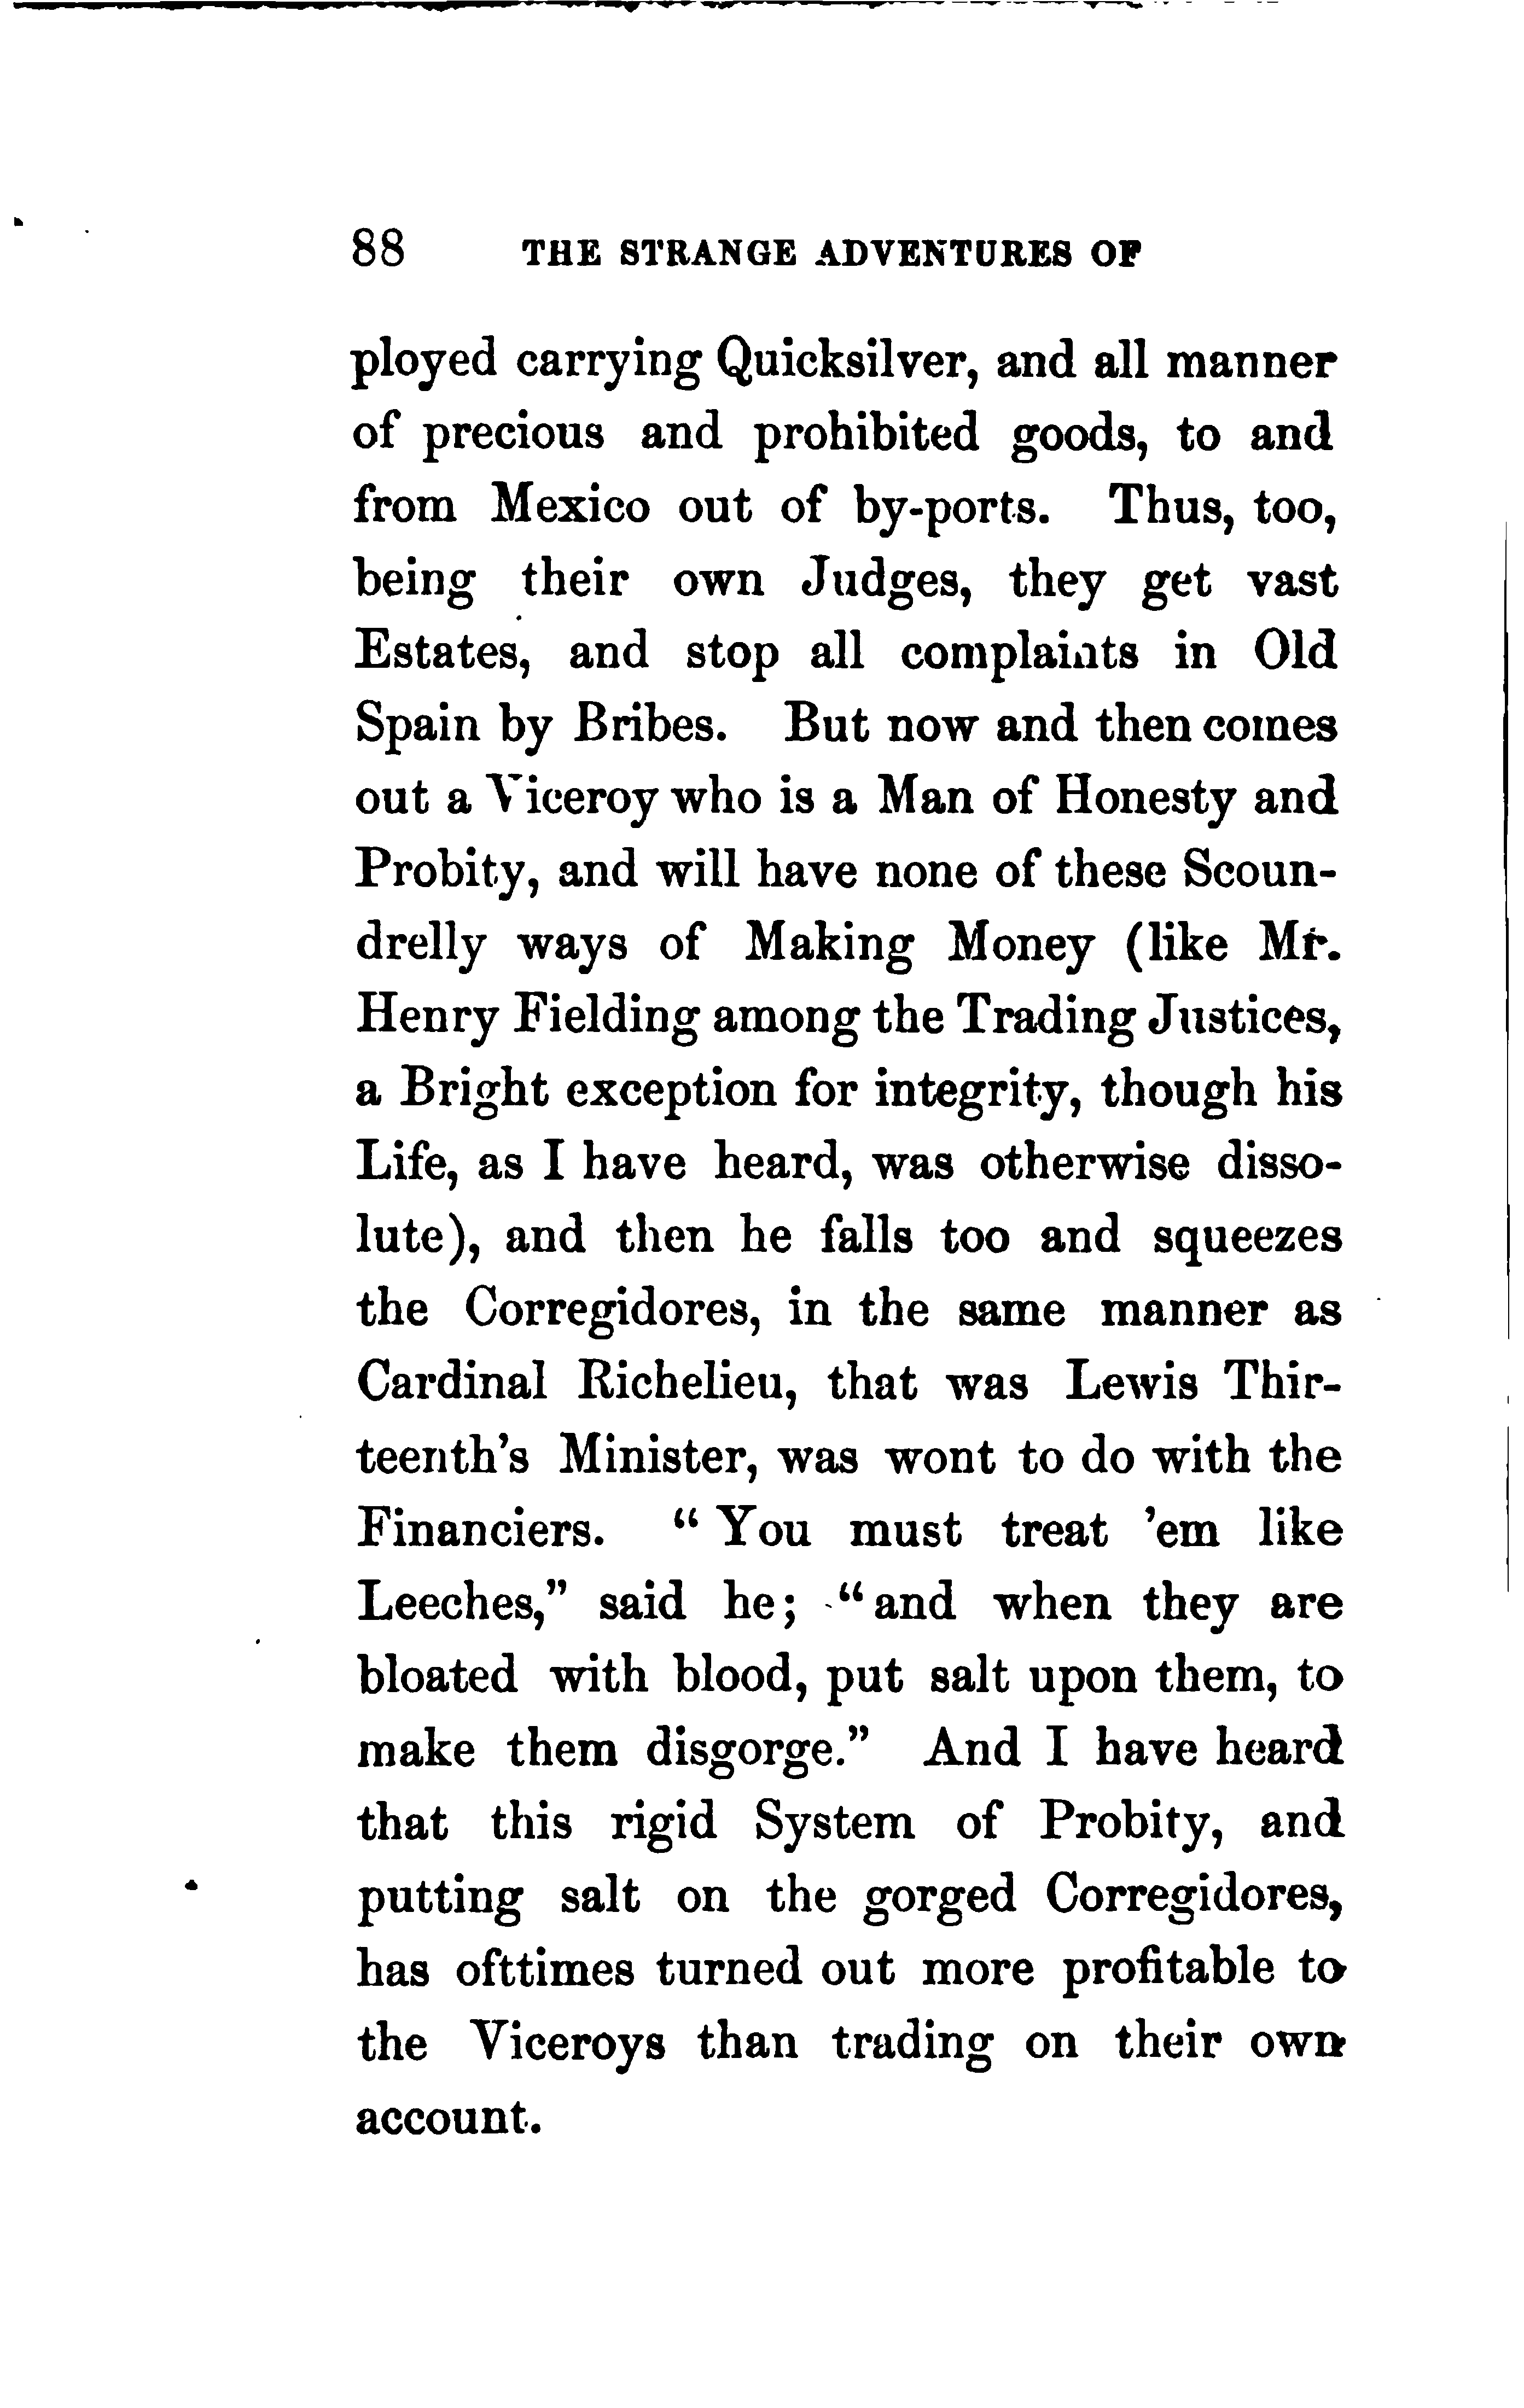 88 THE STRANGE ADVENTURES OF
ployed carrying Quicksilver, and all manner
of precious and prohibited goods, to and
from Mexico out of by-ports. Thus, too,
being their own Judges, they get vast
Estates, and stop all complaints in Old
Spain by Bribes. But now and then comes
out a Viceroy who is a Man of Honesty and
Probity, and will have none of these Scoun-
drelly ways of Making Money (like Mr.
Henry Fielding among the Trading Justices,
a Bright exception for integrity, though his
Life, as I have heard, was otherwise disso-
lute), and then he falls too and squeezes
the Corregidores, in the same manner as
Cardinal Richelieu, that was Lewis Thir-
teenth's Minister, was wont to do with the
Financiers. “You must treat 'em like
Leeches,” said he; “and when they are
bloated with blood, put salt upon them, to
make them disgorge.” And I have heard
that this rigid System of Probity, and
putting salt on the gorged Corregidores,
has ofttimes turned out more profitable to
the Viceroys than trading on their own
account.